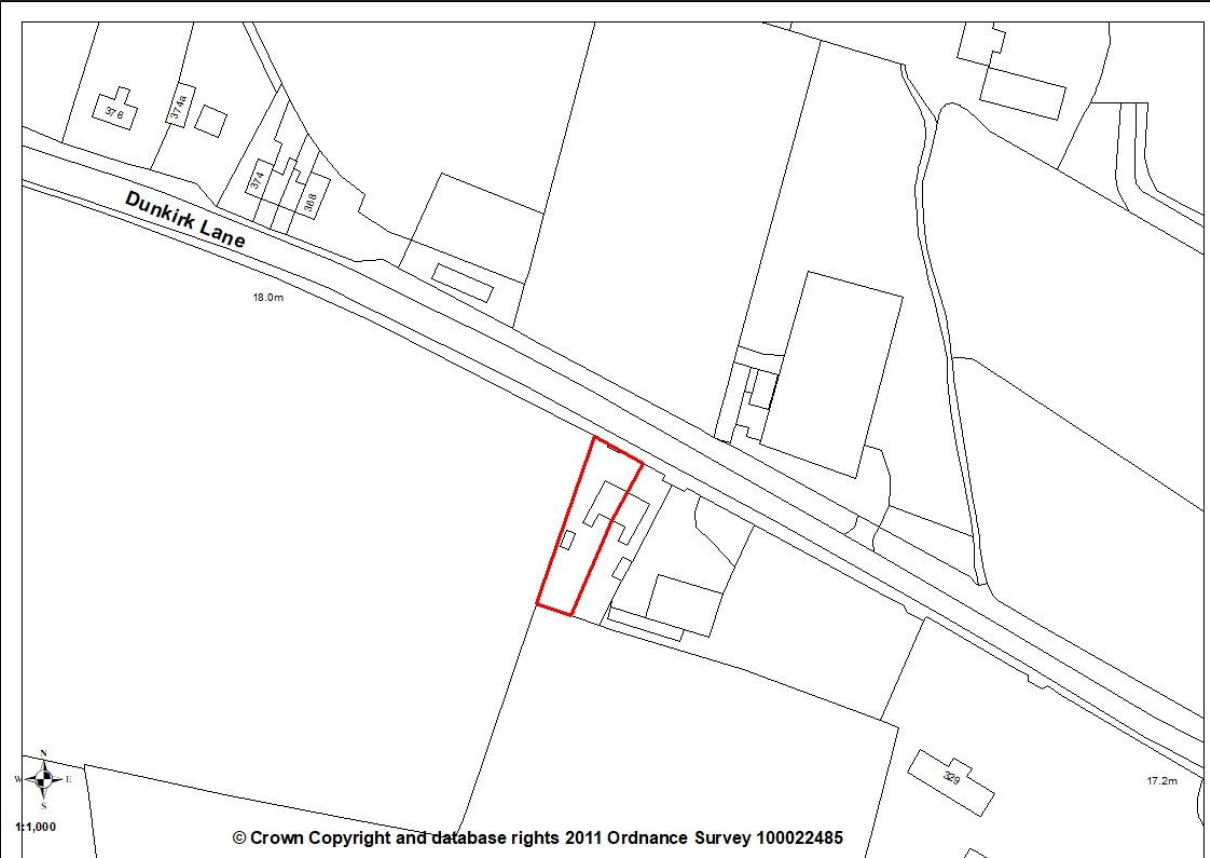 376
374a
374
368
Dunkirk Lane
18.0m
329
17.2m
N
W E
S
1:1,000
© Crown Copyright and database rights 2011 Ordnance Survey 100022485